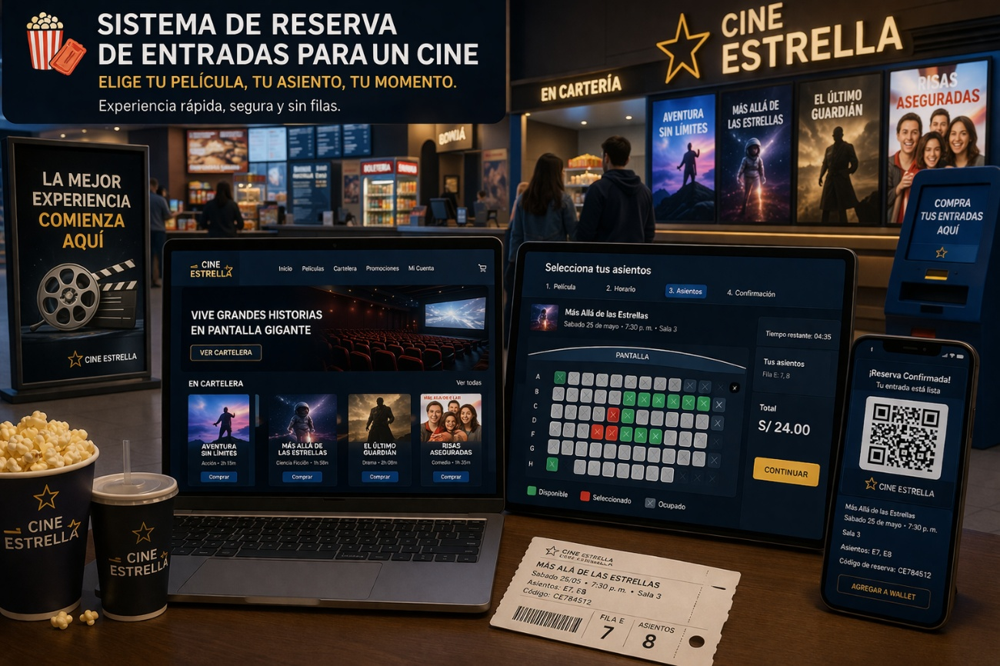 SISTEMA DE RESERVA
DE ENTRADAS PARA UN CINE
ELIGE TU PELÍCULA, TU ASIENTO, TU MOMENTO.
Experiencia rápida, segura y sin filas.
CINE
ESTRELLA
EN CARTERÍA
AVENTURA
SIN LÍMITES
MÁS ALLÁ DE
LAS ESTRELLAS
EL ÚLTIMO
GUARDIÁN
RISAS
ASEGURADAS
COMPRA
TUS ENTRADAS
AQUÍ
LA MEJOR
EXPERIENCIA
COMIENZA
AQUÍ
CINE ESTRELLA
BOLETERIA
CINE
ESTRELLA
Inicio Películas Cartelera Promociones Mi Cuenta
VIVE GRANDES HISTORIAS
EN PANTALLA GIGANTE
VER CARTELERA
EN CARTELERA
Ver todas
AVENTURA
SIN LÍMITES
Acción • 2h 15m
Comprar
MÁS ALLÁ DE
LAS ESTRELLAS
Ciencia Ficción • 1h 58m
Comprar
EL ÚLTIMO
GUARDIÁN
Drama • 2h 08m
Comprar
RISAS
ASEGURADAS
Comedia • 1h 35m
Comprar
Selecciona tus asientos
1. Película 2. Horario 3. Asientos 4. Confirmación
Más Allá de las Estrellas
Sabado 25 de mayo • 7:30 p. m. • Sala 3
Tiempo restante: 04:35
PANTALLA
A
B
C
D
F
G
H
Tus asientos
Fila E: 7, 8
Total
S/ 24.00
CONTINUAR
Disponible Seleccionado Ocupado
¡Reserva Confirmada!
Tu entrada está lista
CINE ESTRELLA
Más Allá de las Estrellas
Sabado 25 de mayo • 7:30 p. m.
Sala 3
Asientos: E7, E8
Código de reserva: CE784512
AGREGAR A WALLET
CINE
ESTRELLA
CINE
ESTRELLA
CINE ESTRELLA
MÁS ALÁ DE LAS ESTRELLAS
Sabado 25/05 • 7:30 p. m. • Sala 3
Asientos: E7, E8
Código: CE784512
FILA E
7
ASIENTOS
8